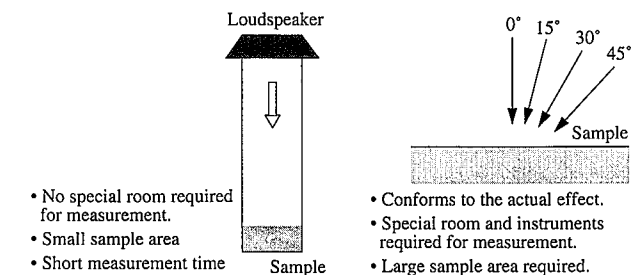 Loudspeaker
• No special room required
for measurement.
• Small sample area
• Short measurement time
Sample
0°
15°
30°
45°
Sample
• Conforms to the actual effect.
• Special room and instruments
required for measurement.
• Large sample area required.